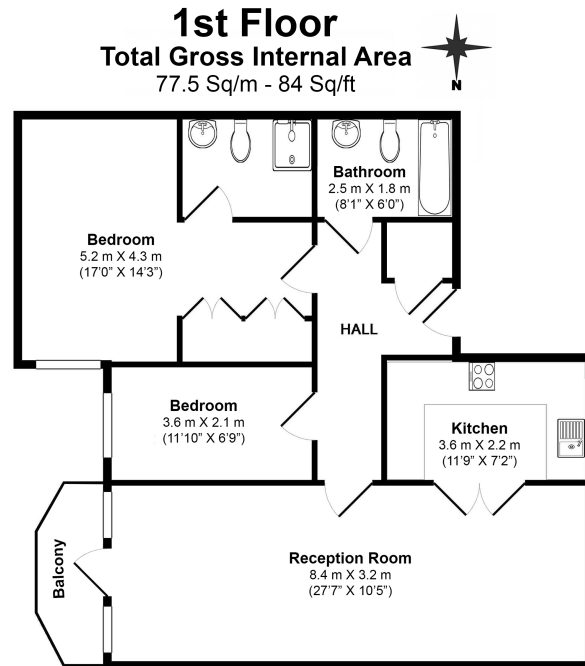 1st Floor
Total Gross Internal Area
77.5 Sq/m - 84 Sq/ft
N
Bathroom
2.5 m X 1.8 m
(8'1" X 6'0")
Bedroom
5.2 m X 4.3 m
(17'0" X 14'3")
HALL
Bedroom
3.6 m X 2.1 m
(11'10" X 6'9")
Kitchen
3.6 m X 2.2 m
(11'9" X 7'2")
Balcony
Reception Room
8.4 m X 3.2 m
(27'7" X 10'5")